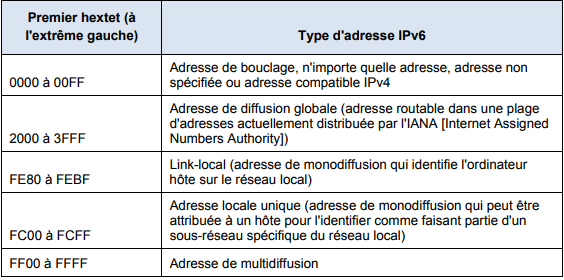 Premier hextet (à
l'extrême gauche)
Type d'adresse IPv6
0000 à 00FF
Adresse de bouclage, n'importe quelle adresse, adresse non
spécifiée ou adresse compatible IPv4
2000 à 3FFF
Adresse de diffusion globale (adresse routable dans une plage
d'adresses actuellement distribuée par l'IANA [Internet Assigned
Numbers Authority])
FE80 à FEBF
Link-local (adresse de monodiffusion qui identifie l'ordinateur
hôte sur le réseau local)
FC00 à FCFF
Adresse locale unique (adresse de monodiffusion qui peut être
attribuée à un hôte pour l'identifier comme faisant partie d'un
sous-réseau spécifique du réseau local)
FF00 à FFFF
Adresse de multidiffusion